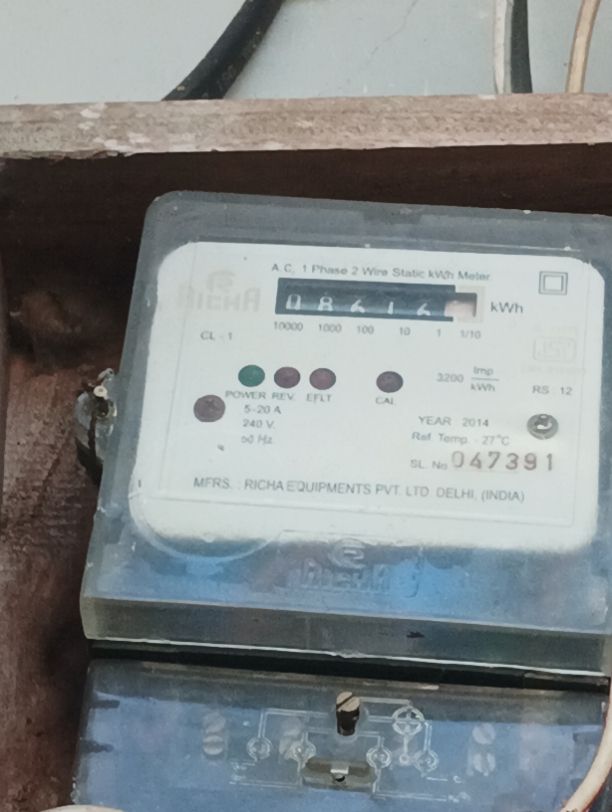 A.C. 1 Phase 2 Wire Static kWh Meter
RICHA
kWh
10000 1000 100 10 1 1/10
CL - 1
3200 Imp
kWh
POWER REV. EFLT CAL
RS : 12
5-20 A
240 V.
50 Hz.
YEAR : 2014
Ref. Temp. : 27°C
SL. No 047391
MFRS. : RICHA EQUIPMENTS PVT. LTD. DELHI, (INDIA)
RICHA